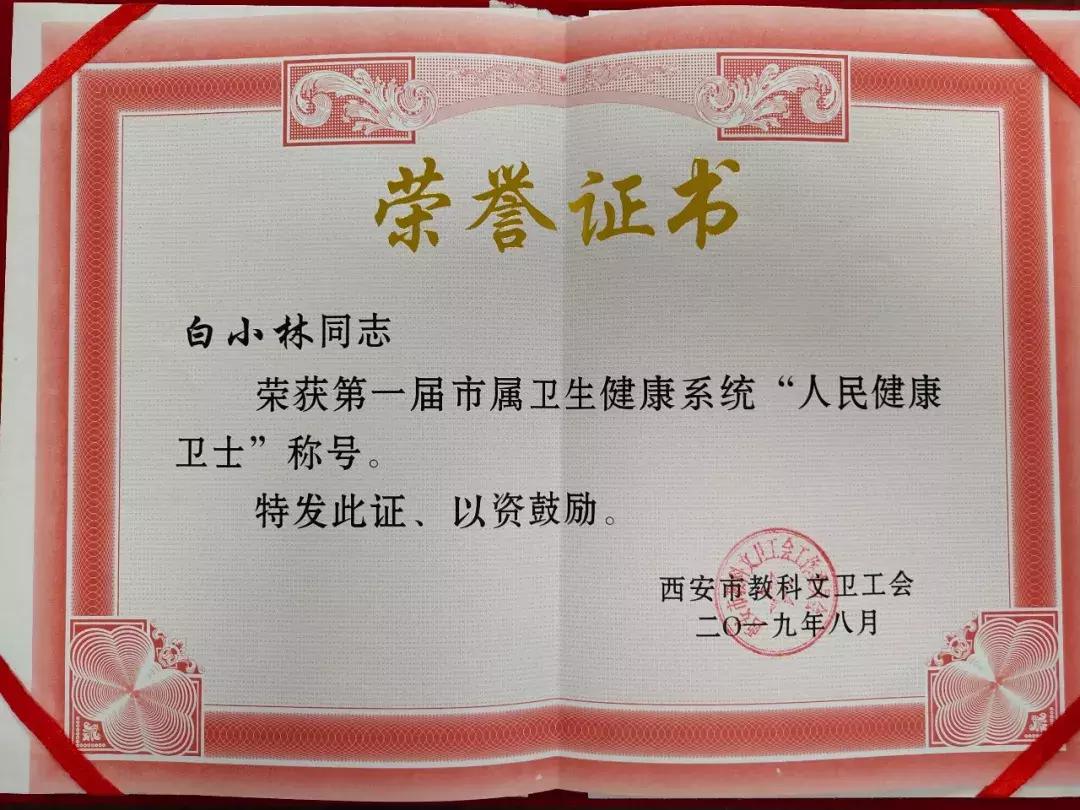 荣誉证书
白小林同志
荣获第一届市属卫生健康系统“人民健康
卫士”称号。
特发此证、以资鼓励。
西安市教科文卫工会
二〇一九年八月